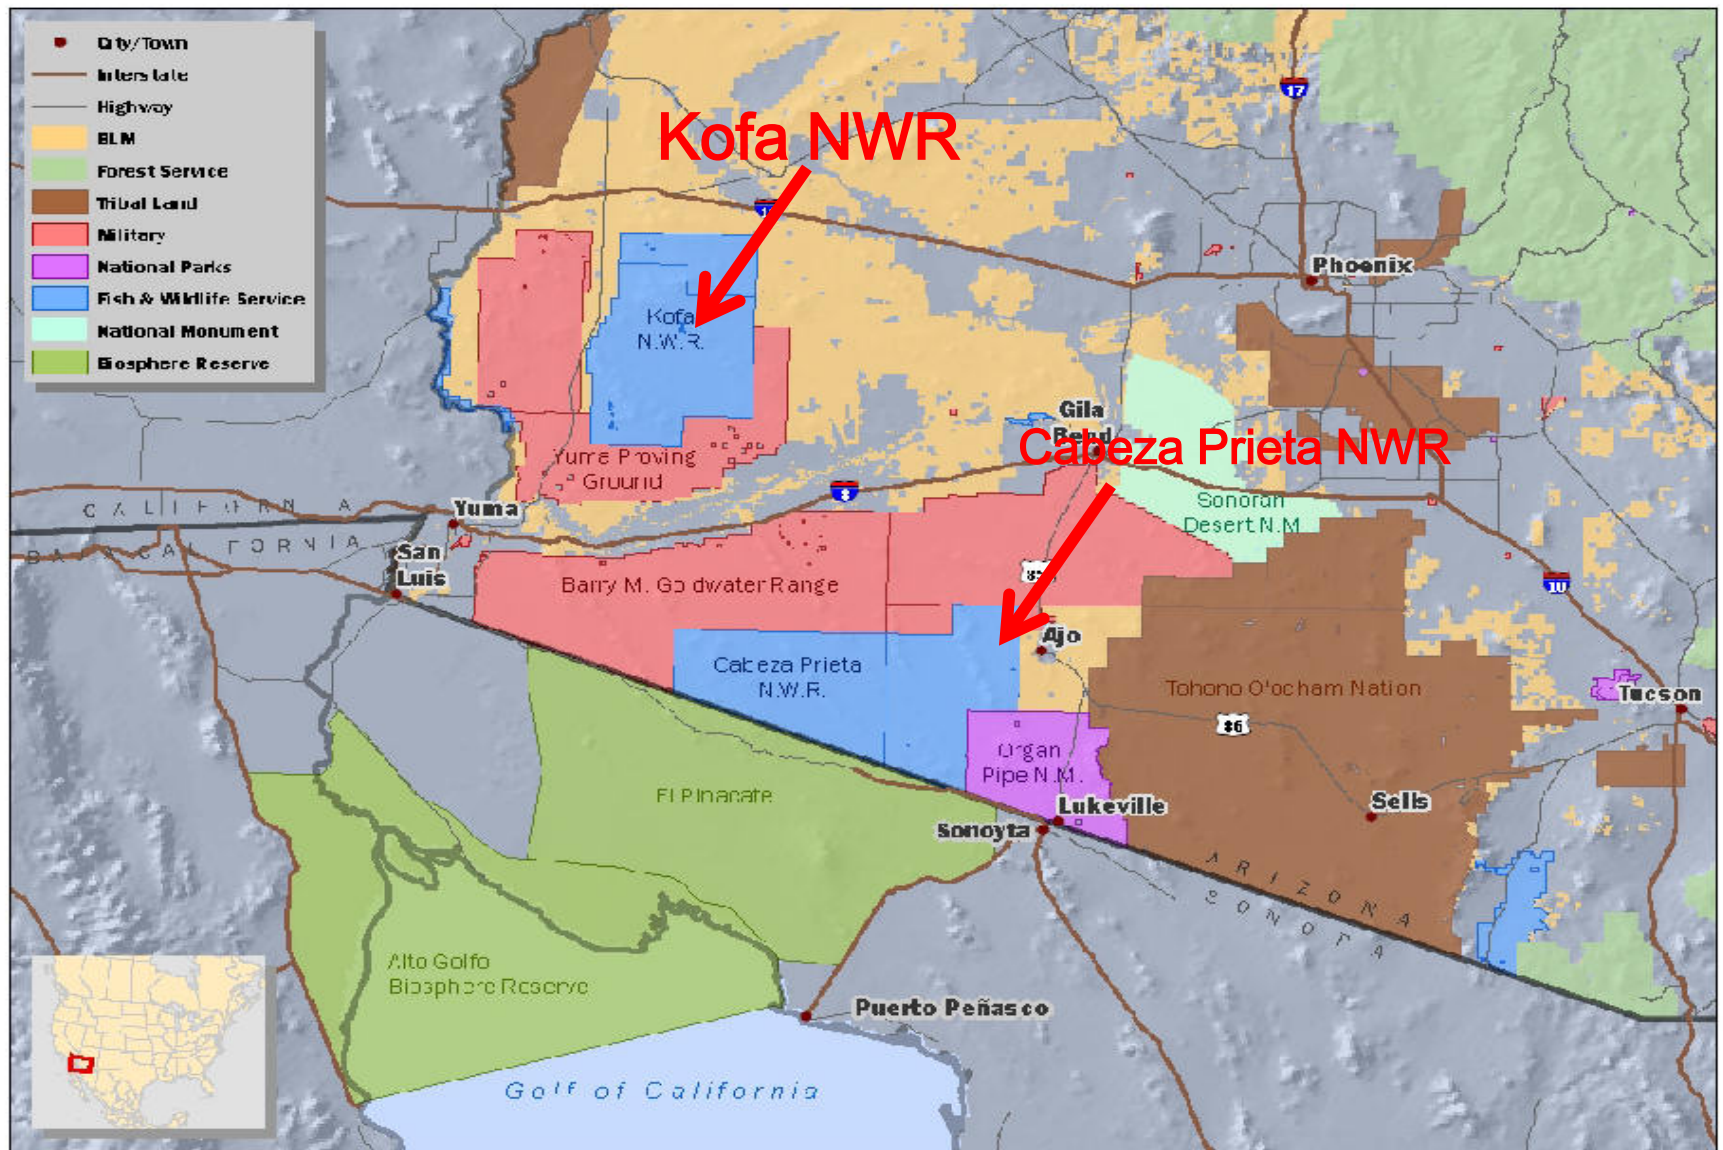 City/Town
Interstate
Highway
BLM
Forest Service
Tribal Land
Military
National Parks
Fish & Wildlife Service
National Monument
Biosphere Reserve
Kofa NWR
17
Phoenix
Kofa
N.W.R.
Gila
Bend
Cabeza Prieta NWR
Yuma Proving
Ground
8
Sonoran
Desert N.M.
CALIFORNIA
Yuma
BAJA CALIFORNIA
San
Luis
Barry M. Goldwater Range
10
Ajo
Cabeza Prieta
N.W.R.
Tohono O'ocham Nation
Tucson
86
Organ
Pipe N.M.
El Pinacate
Lukeville
Sells
Sonoyta
ARIZONA
SONORA
Alto Golfo
Biosphere Reserve
Puerto Peñasco
Golf of California